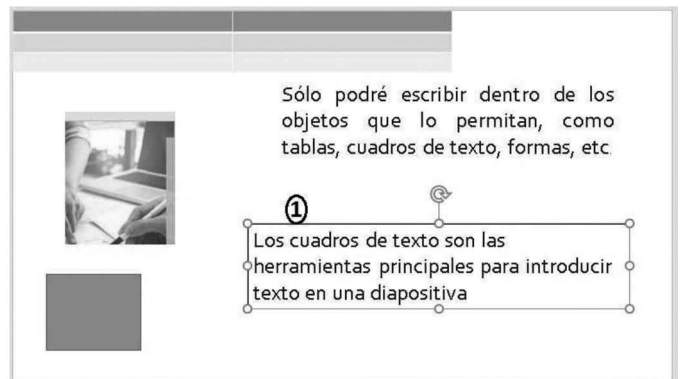 Sólo podré escribir dentro de los
objetos que lo permitan, como
tablas, cuadros de texto, formas, etc.
1
Los cuadros de texto son las
herramientas principales para introducir
texto en una diapositiva